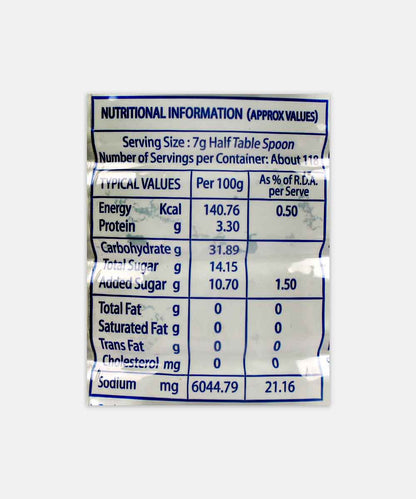 NUTRITIONAL INFORMATION (APPROX VALUES)
Serving Size : 7g Half Table Spoon
Number of Servings per Container: About 118
TYPICAL VALUES Per 100g As % of R.D.A. per Serve
Energy Kcal 140.76 0.50
Protein g 3.30
Carbohydrate g 31.89
Total Sugar g 14.15
Added Sugar g 10.70 1.50
Total Fat g 0 0
Saturated Fat g 0 0
Trans Fat g 0 0
Cholesterol mg 0 0
Sodium mg 6044.79 21.16